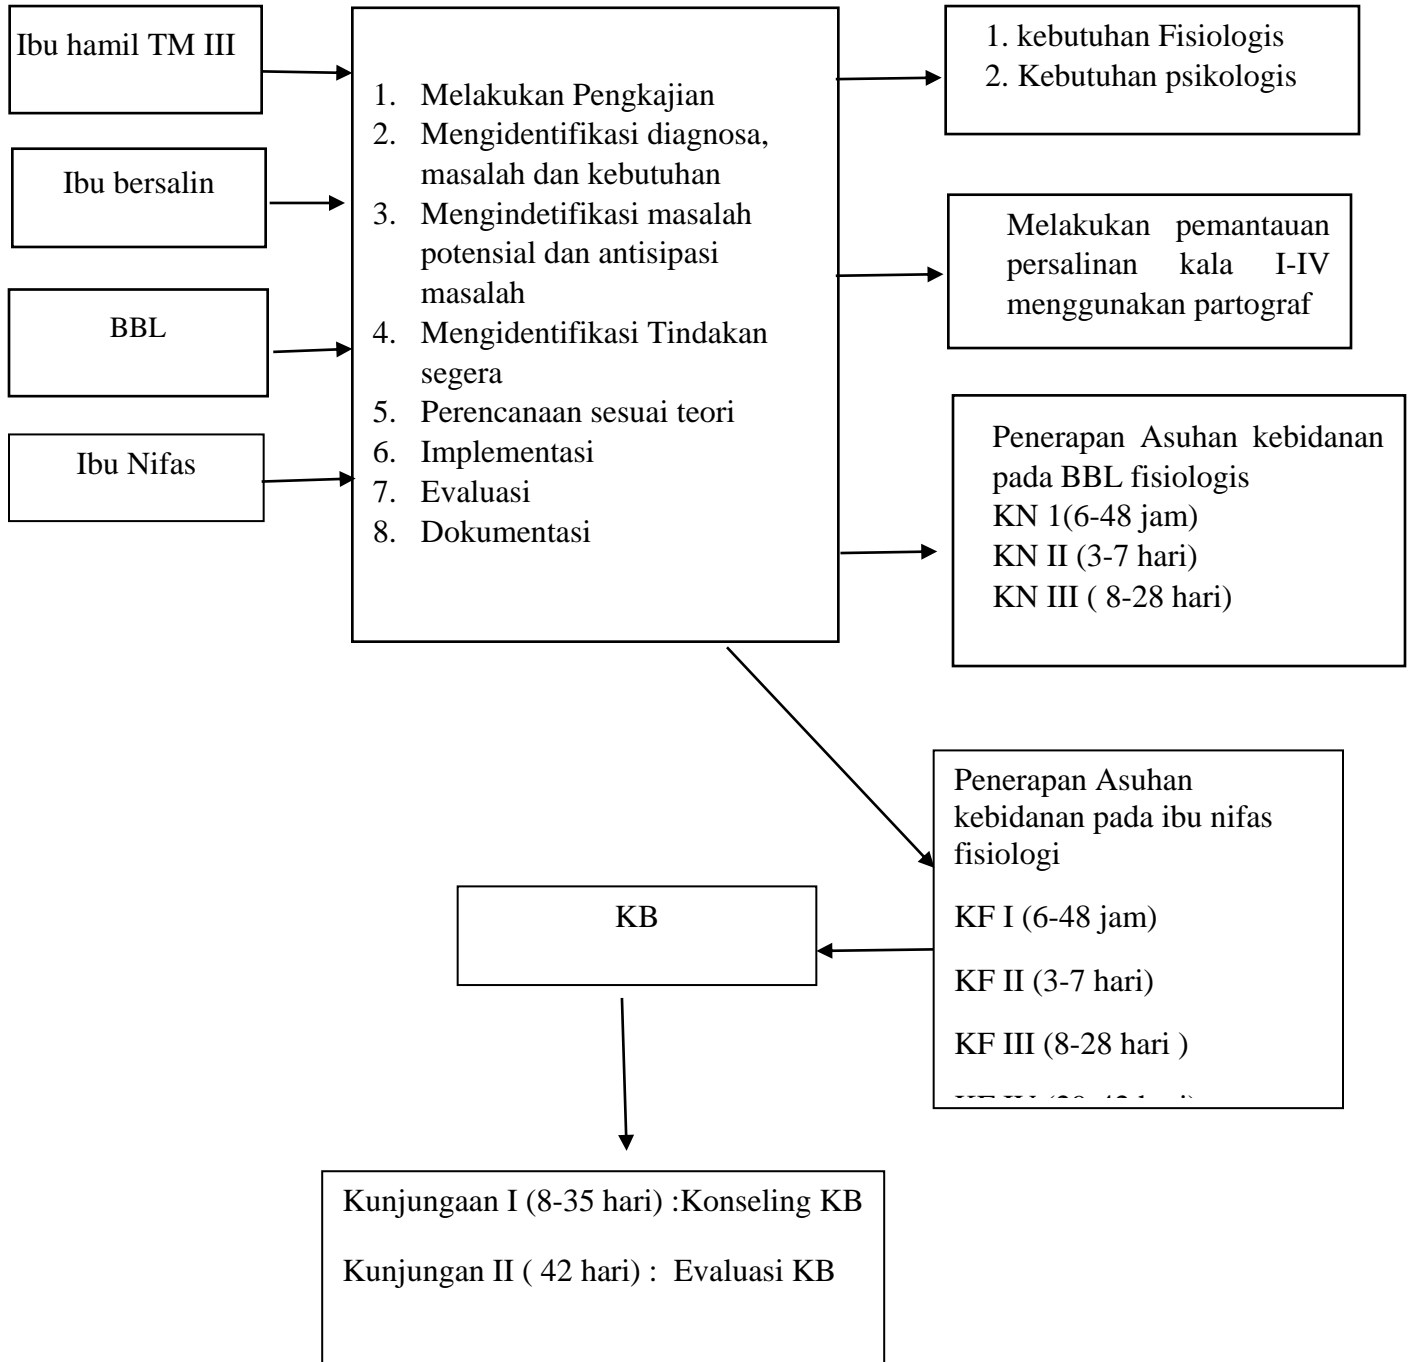 Ibu hamil TM III
Ibu bersalin
BBL
Ibu Nifas
1. Melakukan Pengkajian
2. Mengidentifikasi diagnosa,
masalah dan kebutuhan
3. Mengindetifikasi masalah
potensial dan antisipasi
masalah
4. Mengidentifikasi Tindakan
segera
5. Perencanaan sesuai teori
6. Implementasi
7. Evaluasi
8. Dokumentasi
1. kebutuhan Fisiologis
2. Kebutuhan psikologis
Melakukan pemantauan
persalinan kala I-IV
menggunakan partograf
Penerapan Asuhan kebidanan
pada BBL fisiologis
KN 1(6-48 jam)
KN II (3-7 hari)
KN III ( 8-28 hari)
Penerapan Asuhan
kebidanan pada ibu nifas
fisiologi
KF I (6-48 jam)
KF II (3-7 hari)
KF III (8-28 hari )
KB
Kunjungaan I (8-35 hari) :Konseling KB
Kunjungan II ( 42 hari) : Evaluasi KB